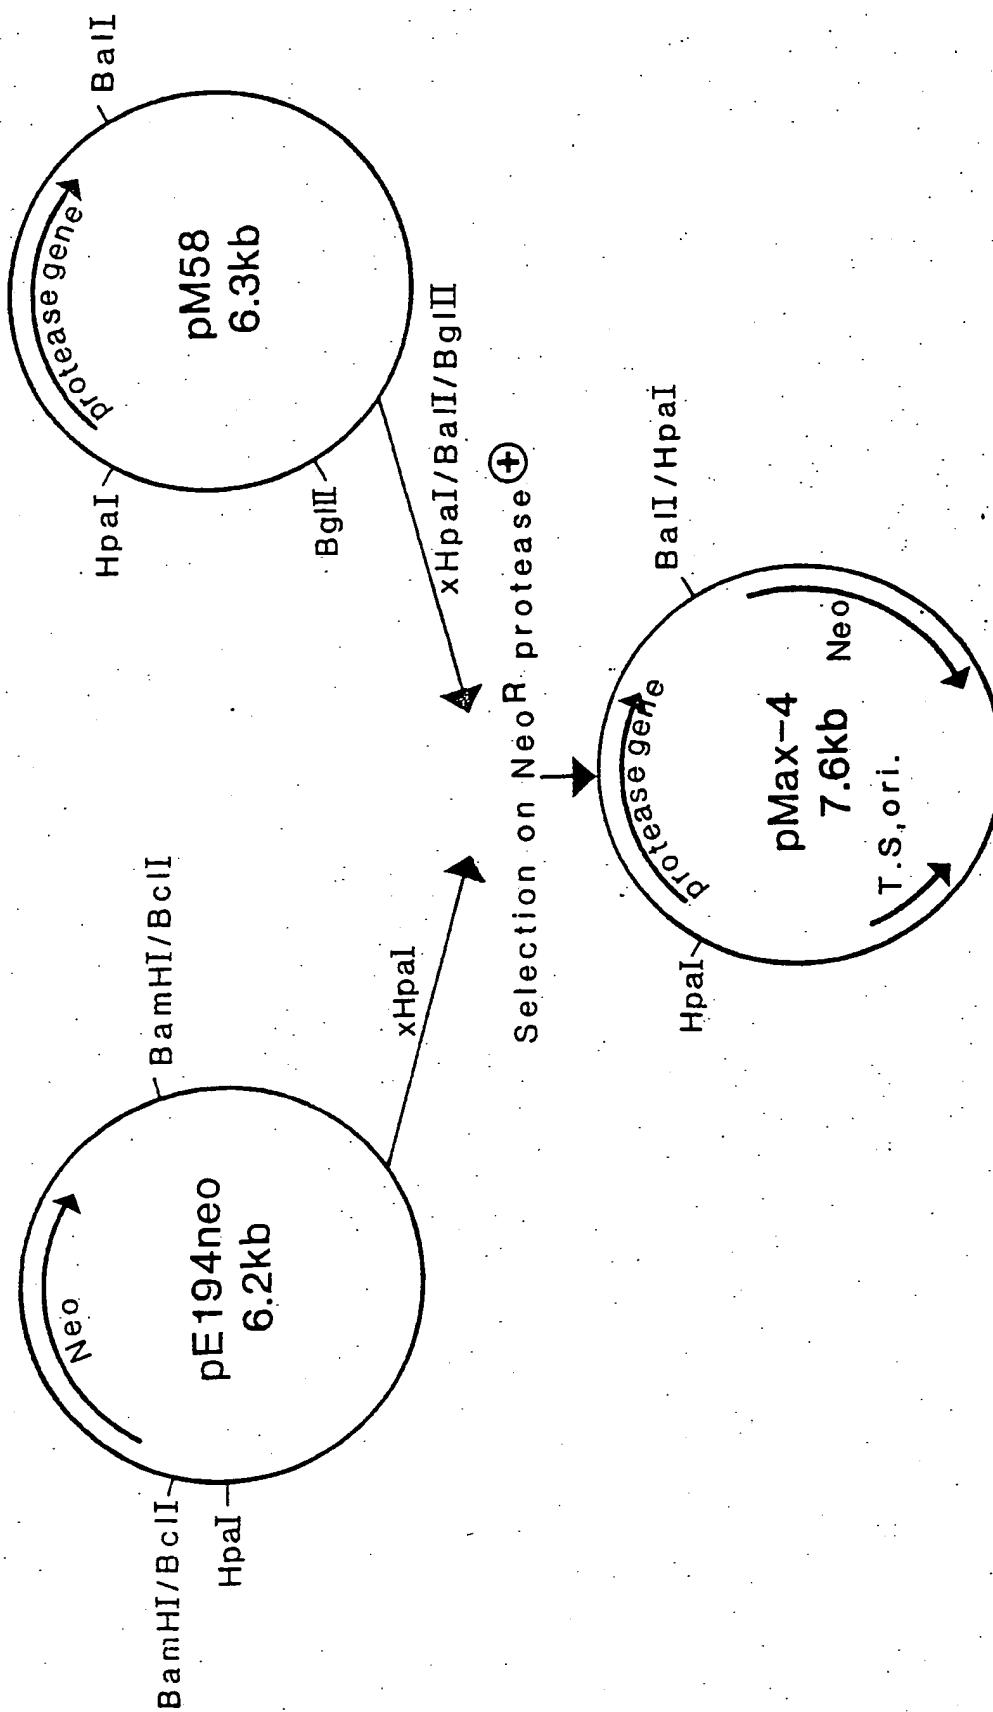 BamHI/BclI
HpaI
Neo
pE194neo
6.2kb
BamHI/BclI
xHpaI
HpaI
protease gene
BalI
pM58
6.3kb
BglII
xHpaI/BalI/BglII
Selection on NeoR protease +
HpaI
protease gene
BalI/HpaI
pMax-4
7.6kb
Neo
T.S,ori.